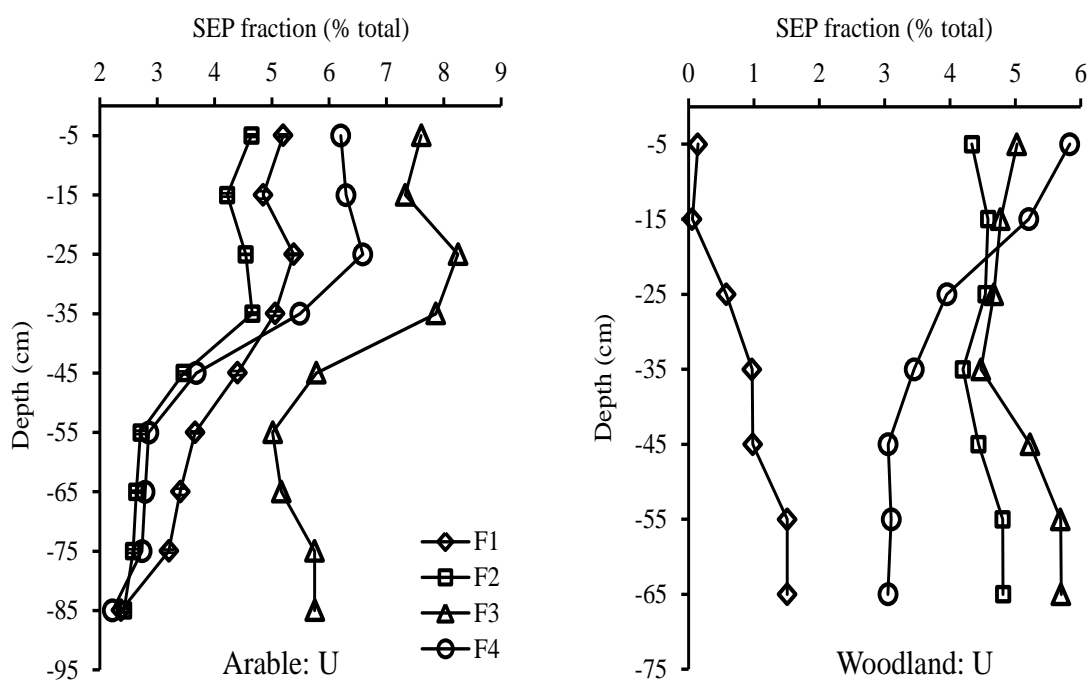 SEP fraction (% total)
2 3 4 5 6 7 8 9
-5
-15
-25
-35
-45
-55
-65
-75
-85
-95
Depth (cm)
F1
F2
F3
F4
Arable: U
SEP fraction (% total)
0 1 2 3 4 5 6
-5
-15
-25
-35
-45
-55
-65
-75
Depth (cm)
Woodland: U